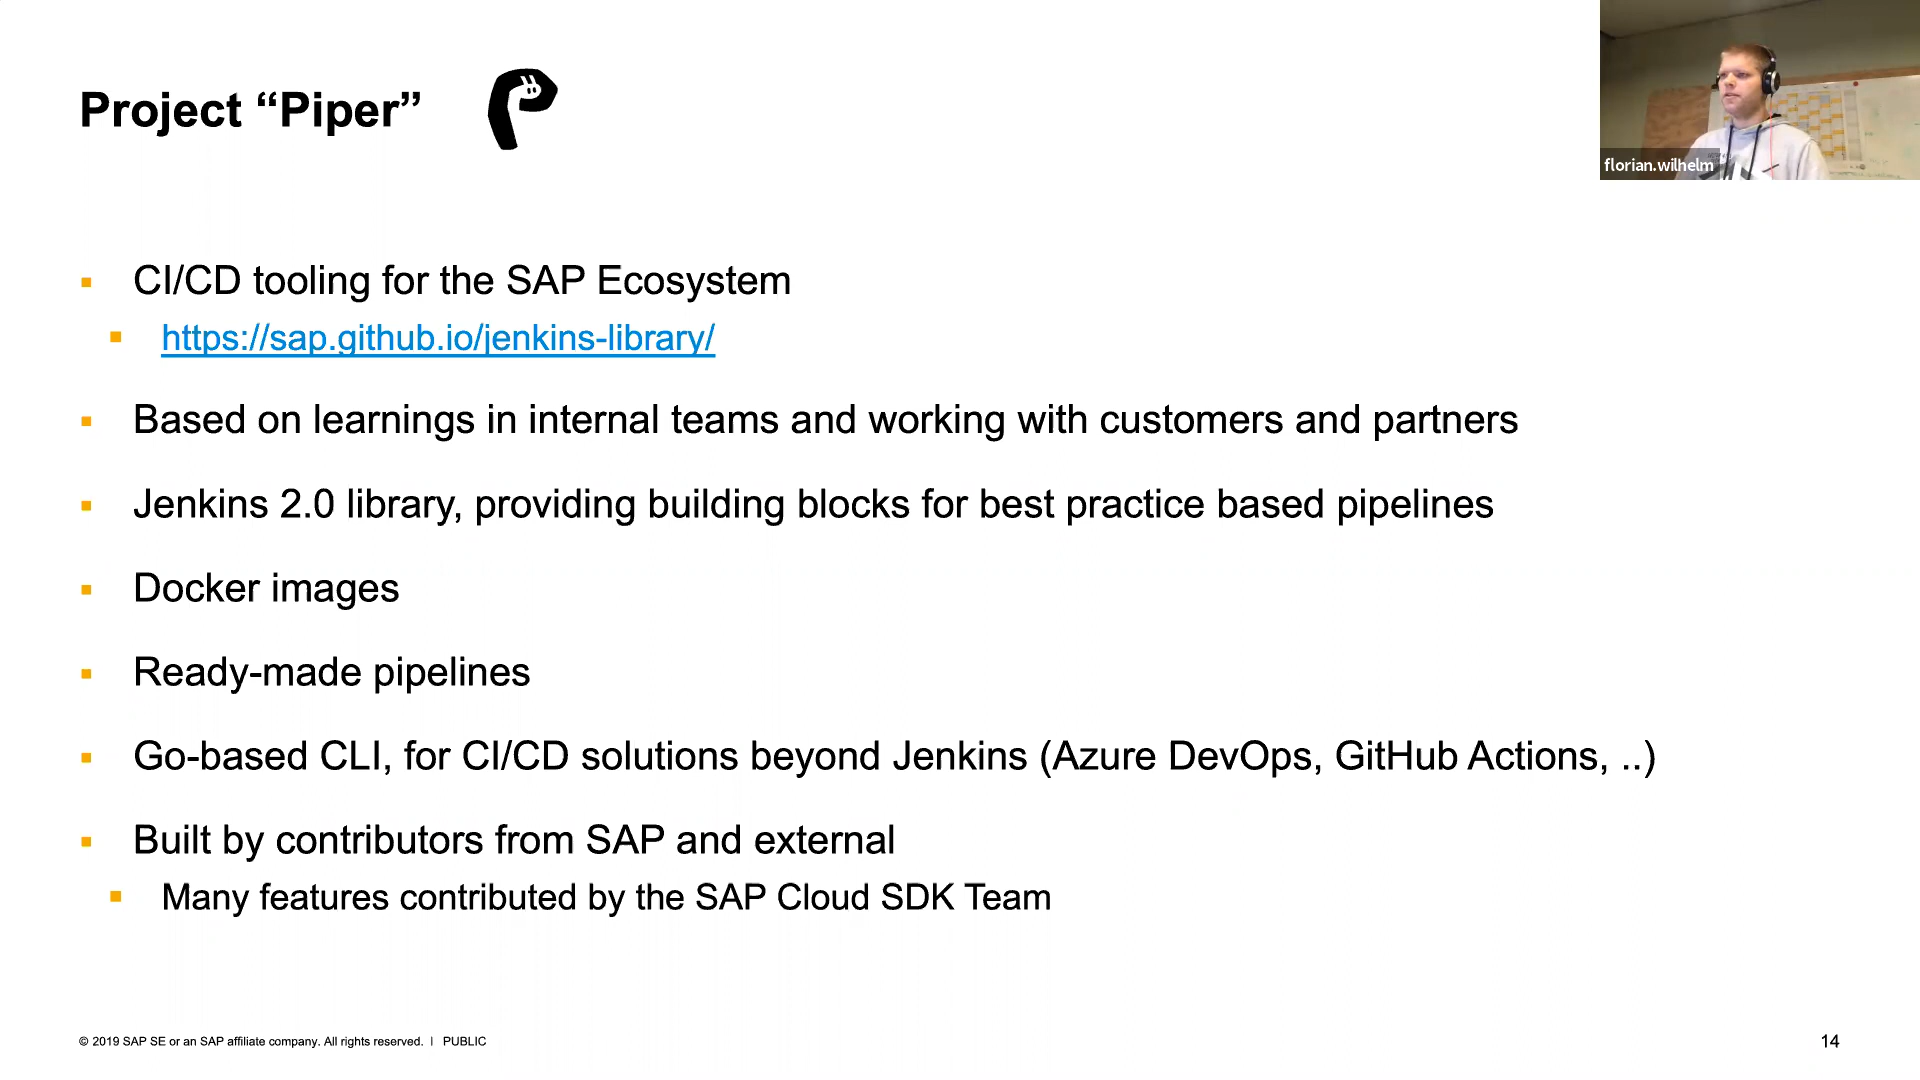 Project “Piper”
florian.wilhelm
CI/CD tooling for the SAP Ecosystem
https://sap.github.io/jenkins-library/
Based on learnings in internal teams and working with customers and partners
Jenkins 2.0 library, providing building blocks for best practice based pipelines
Docker images
Ready-made pipelines
Go-based CLI, for CI/CD solutions beyond Jenkins (Azure DevOps, GitHub Actions, ..)
Built by contributors from SAP and external
Many features contributed by the SAP Cloud SDK Team
© 2019 SAP SE or an SAP affiliate company. All rights reserved. | PUBLIC
14